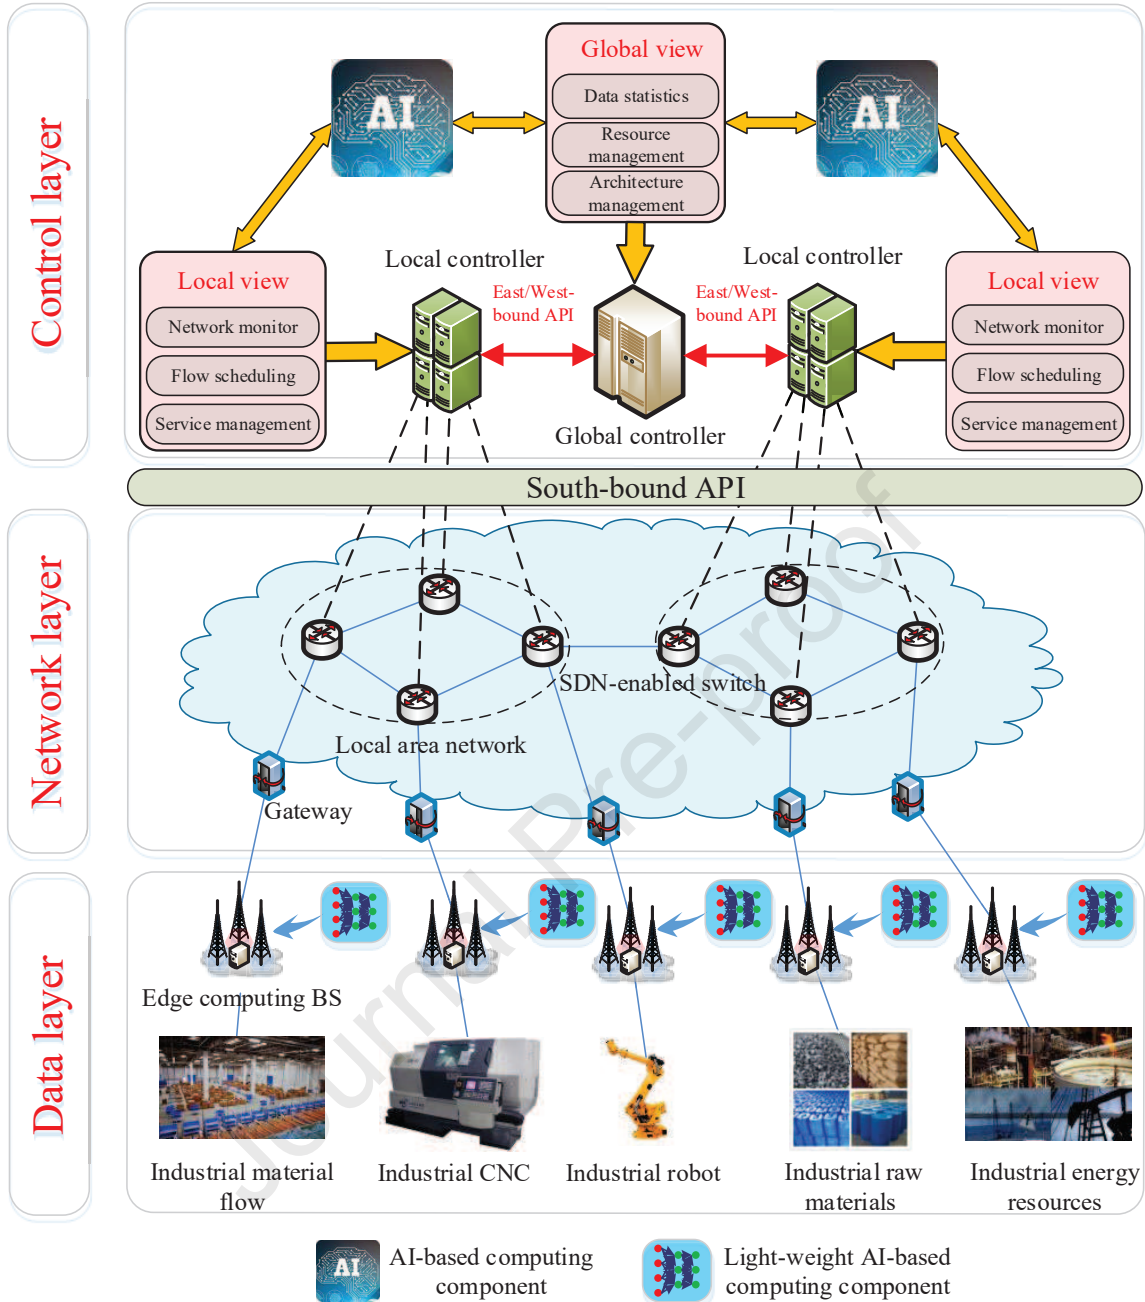 Control layer
Global view
Data statistics
Resource
management
Architecture
management
AI
AI
Local view
Network monitor
Flow scheduling
Service management
Local controller
East/West-
bound API
Global controller
East/West-
bound API
Local controller
Local view
Network monitor
Flow scheduling
Service management
South-bound API
Network layer
SDN-enabled switch
Local area network
Gateway
Data layer
Edge computing BS
Industrial material
flow
Industrial CNC
Industrial robot
Industrial raw
materials
Industrial energy
resources
Journal Pre-proof
AI
AI-based computing
component
Light-weight AI-based
computing component